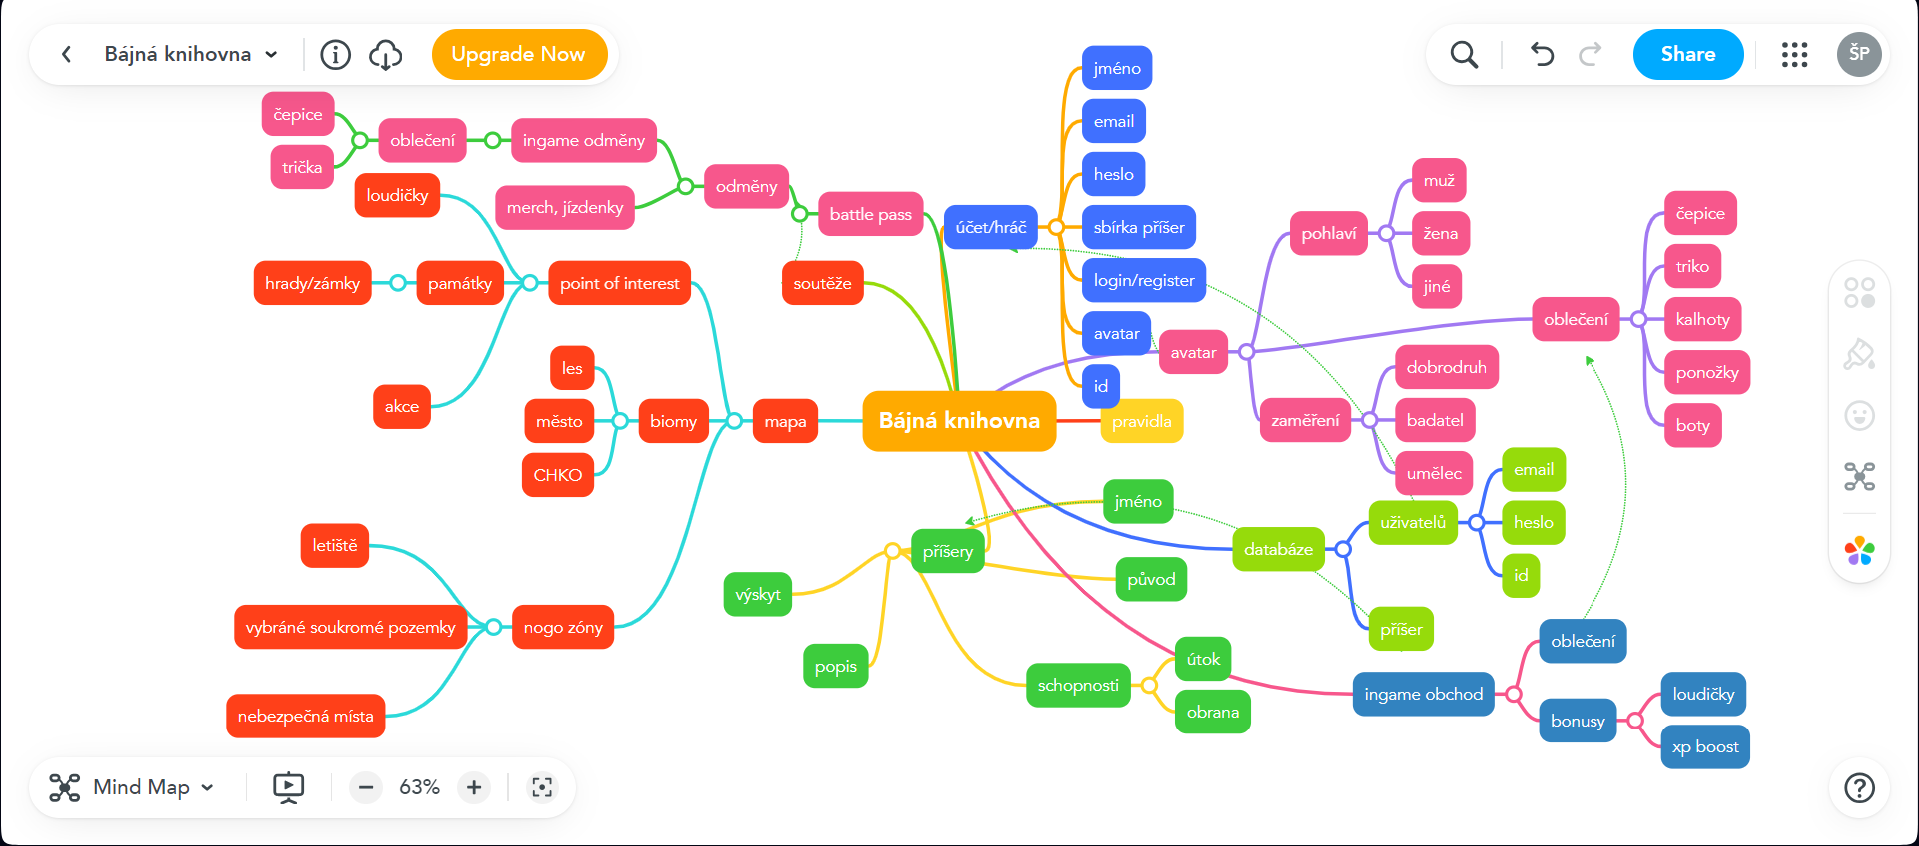 Bájná knihovna
Upgrade Now
Share
ŠP
čepice
trička
oblečení
ingame odměny
merch, jízdenky
odměny
battle pass
soutěže
loudičky
hrady/zámky
památky
point of interest
akce
les
město
CHKO
biomy
mapa
letiště
vybráné soukromé pozemky
nebezpečná místa
nogo zóny
Bájná knihovna
účet/hráč
jméno
email
heslo
sbírka příšer
login/register
avatar
id
pravidla
avatar
pohlaví
muž
žena
jiné
zaměření
dobrodruh
badatel
umělec
oblečení
čepice
triko
kalhoty
ponožky
boty
databáze
uživatelů
email
heslo
id
příšer
příšery
jméno
původ
výskyt
popis
schopnosti
útok
obrana
ingame obchod
oblečení
bonusy
loudičky
xp boost
Mind Map
63%